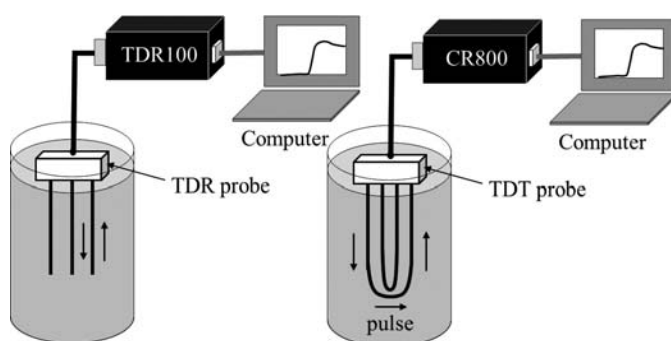 TDR100
Computer
TDR probe
CR800
Computer
TDT probe
pulse